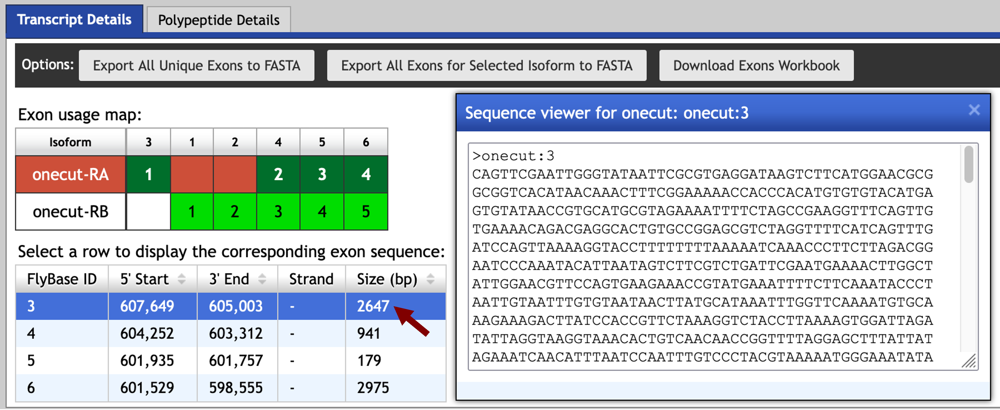 Transcript Details Polypeptide Details
Options: Export All Unique Exons to FASTA Export All Exons for Selected Isoform to FASTA Download Exons Workbook
Exon usage map:
Isoform 3 1 2 4 5 6
onecut-RA 1 2 3 4
onecut-RB 1 2 3 4 5
Select a row to display the corresponding exon sequence:
FlyBase ID 5' Start 3' End Strand Size (bp)
3 607,649 605,003 - 2647
4 604,252 603,312 - 941
5 601,935 601,757 - 179
6 601,529 598,555 - 2975
Sequence viewer for onecut: onecut:3 ×
>onecut:3
CAGTTCGAATTGGGTATAATTCGCGTGAGGATAAGTCTTCATGGAACGCG
GCGGTCACATAACAAACTTTCGGAAAAACCACCCACATGTGTGTACATGA
GTGTATAACCGTGCATGCGTAGAAAATTTTCTAGCCGAAGGTTTCAGTTG
TGAAAACAGACGAGGCACTGTGCCGGAGCGTCTAGGTTTTCATCAGTTTG
ATCCAGTTAAAAGGTACCTTTTTTTTTAAAAATCAAACCCTTCTTAGACGG
AATCCCAAATACATTAATAGTCTTCGTCTGATTCGAATGAAAACTTGGCT
ATTGGAACGTTCCAGTGAAGAAACCGTATGAAATTTTCTTCAAATACCCT
AATTGTAATTTGTGTAATAACTTATGCATAAATTTGGTTCAAAATGTGCA
AAGAAAGACTTATCCACCGTTCTAAAGGTCTACCTTAAAAGTGGATTAGA
TATTAGGTAAGGTAAACACTGTCAACAACCGGTTTTAGGAGCTTTATTAT
AGAAATCAACATTTAATCCAATTTGTCCCTACGTAAAAATGGGAAATATA